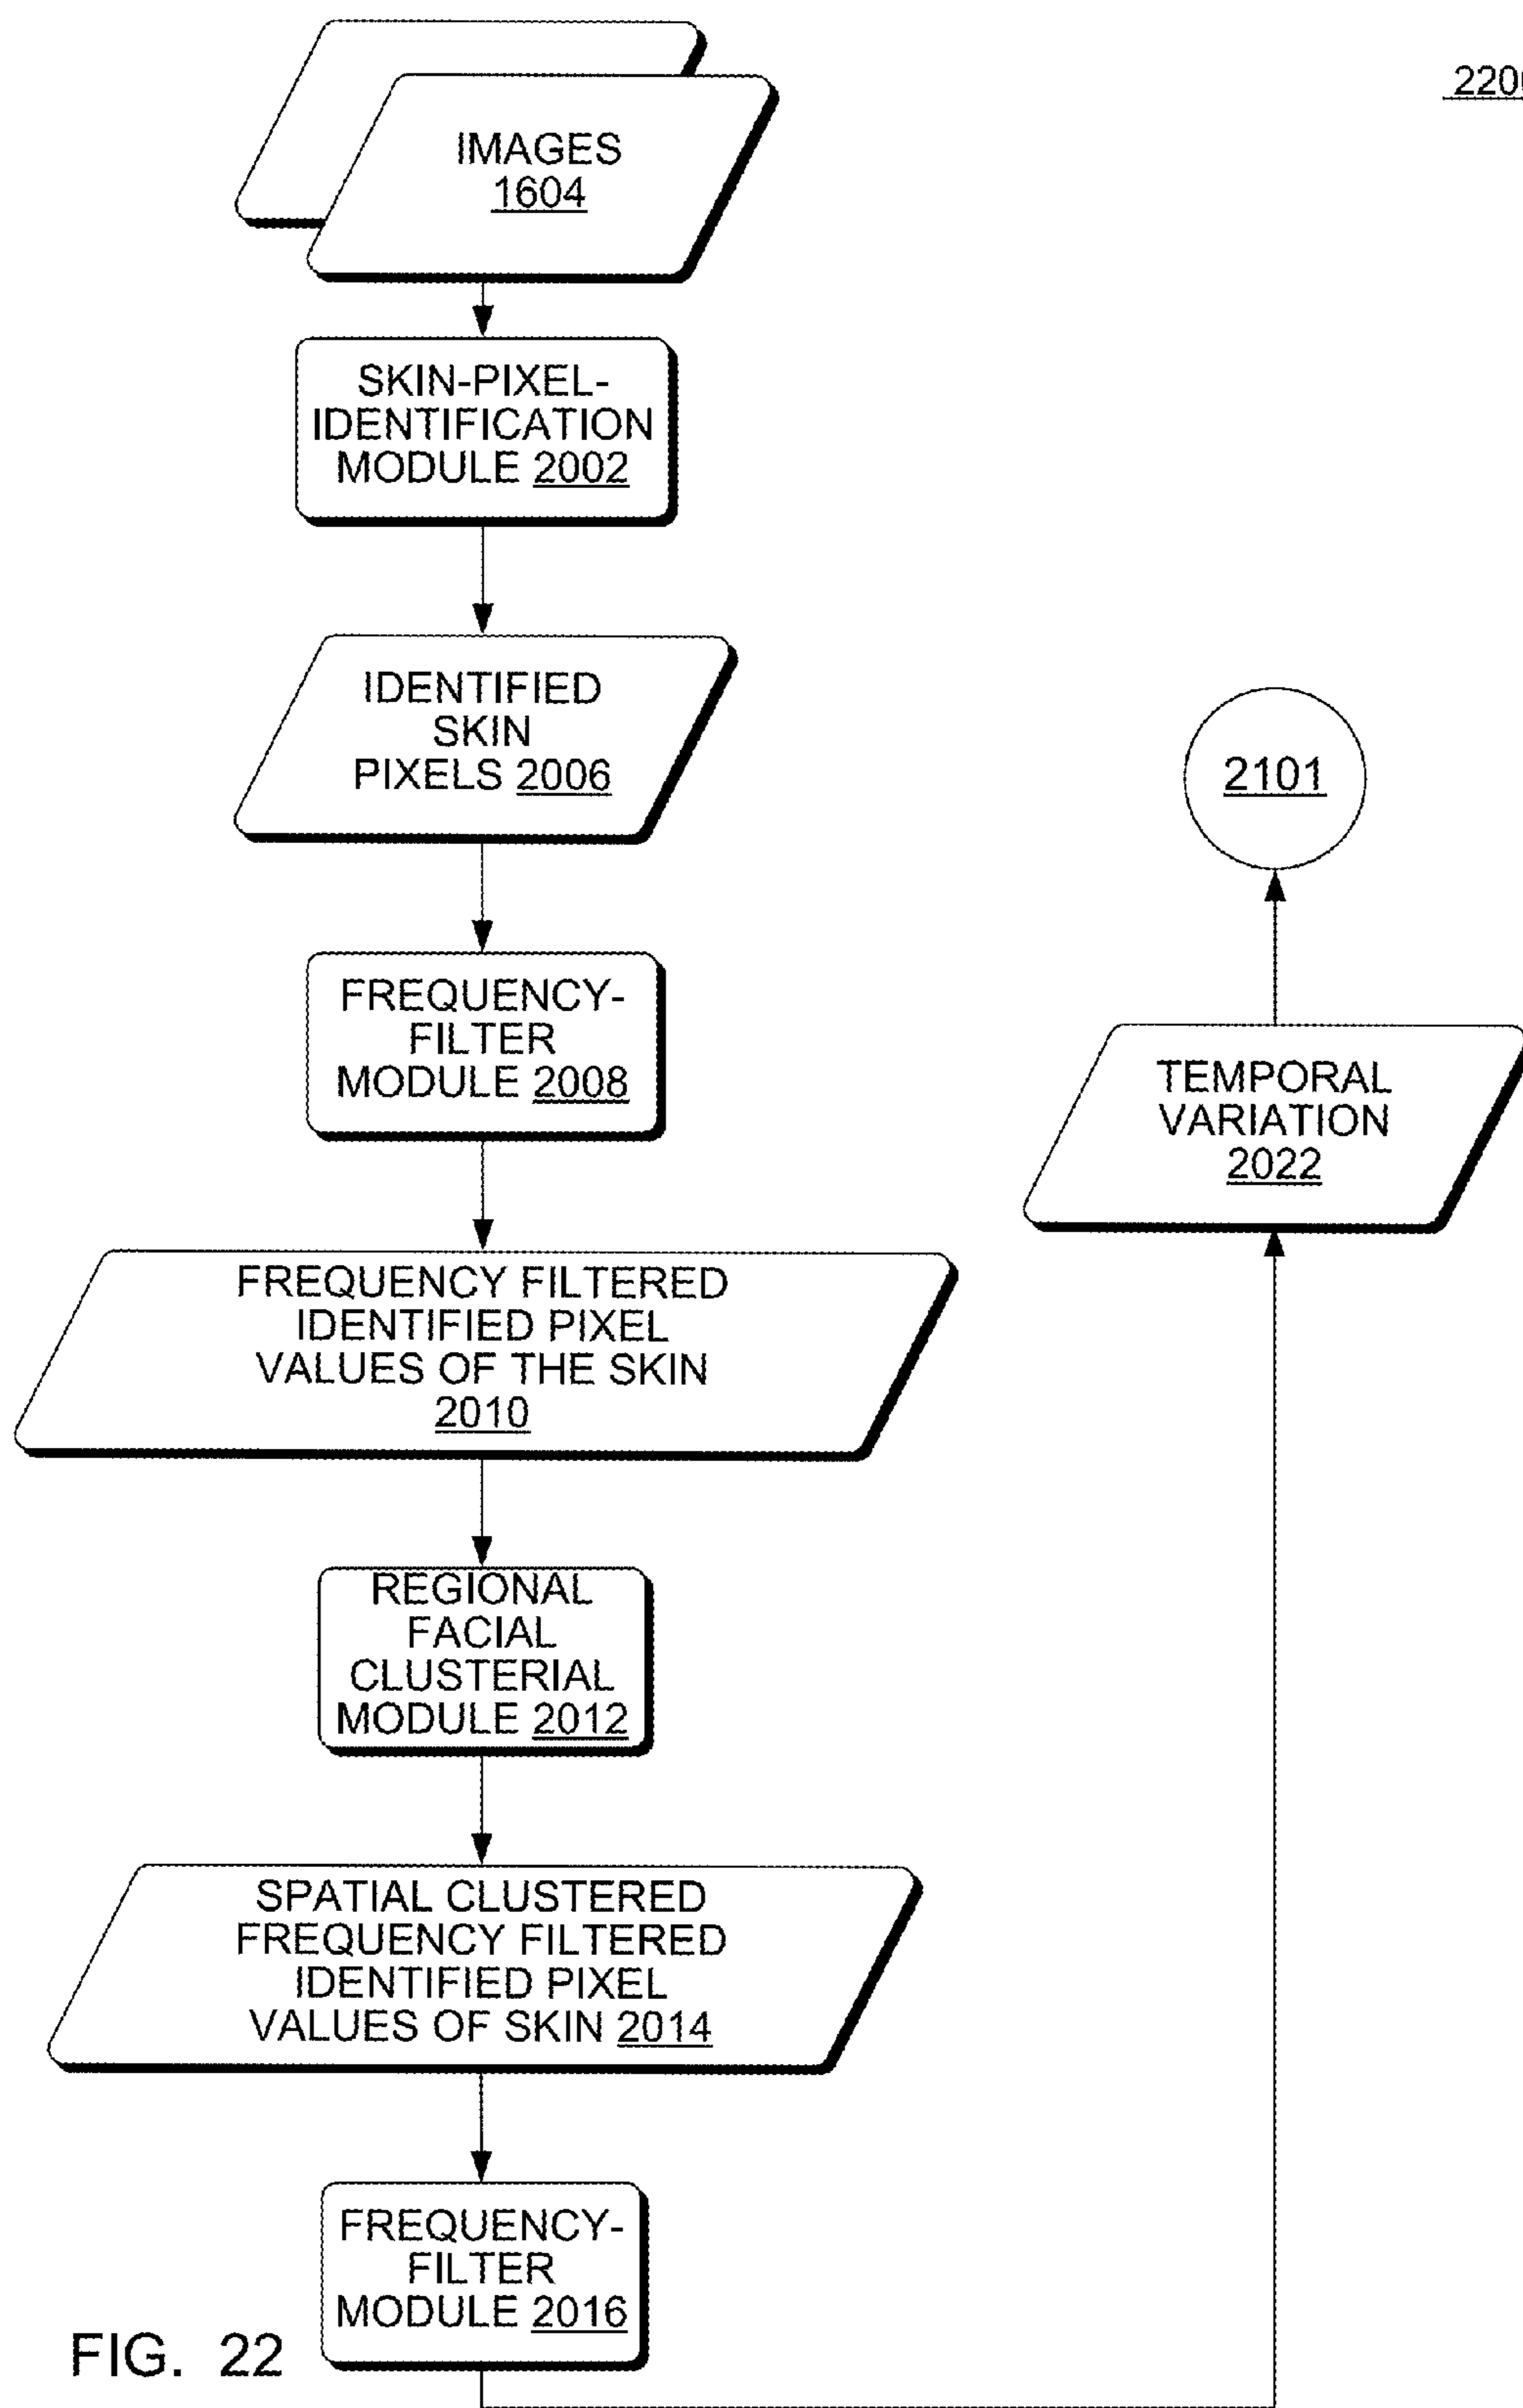 2200
IMAGES
1604
SKIN-PIXEL-
IDENTIFICATION
MODULE 2002
IDENTIFIED
SKIN
PIXELS 2006
FREQUENCY-
FILTER
MODULE 2008
FREQUENCY FILTERED
IDENTIFIED PIXEL
VALUES OF THE SKIN
2010
REGIONAL
FACIAL
CLUSTERIAL
MODULE 2012
SPATIAL CLUSTERED
FREQUENCY FILTERED
IDENTIFIED PIXEL
VALUES OF SKIN 2014
FREQUENCY-
FILTER
MODULE 2016
TEMPORAL
VARIATION
2022
2101
FIG. 22